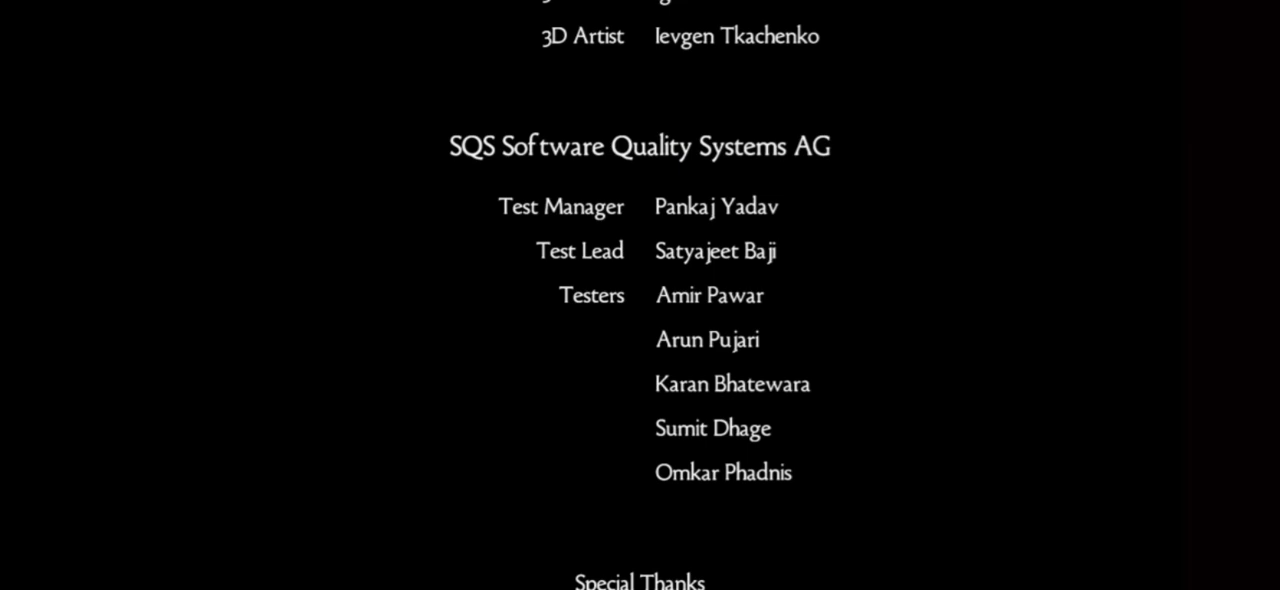 3D Artist Ievgen Tkachenko
SQS Software Quality Systems AG
Test Manager Pankaj Yadav
Test Lead Satyajeet Baji
Testers Amir Pawar
Arun Pujari
Karan Bhatewara
Sumit Dhage
Omkar Phadnis
Special Thanks